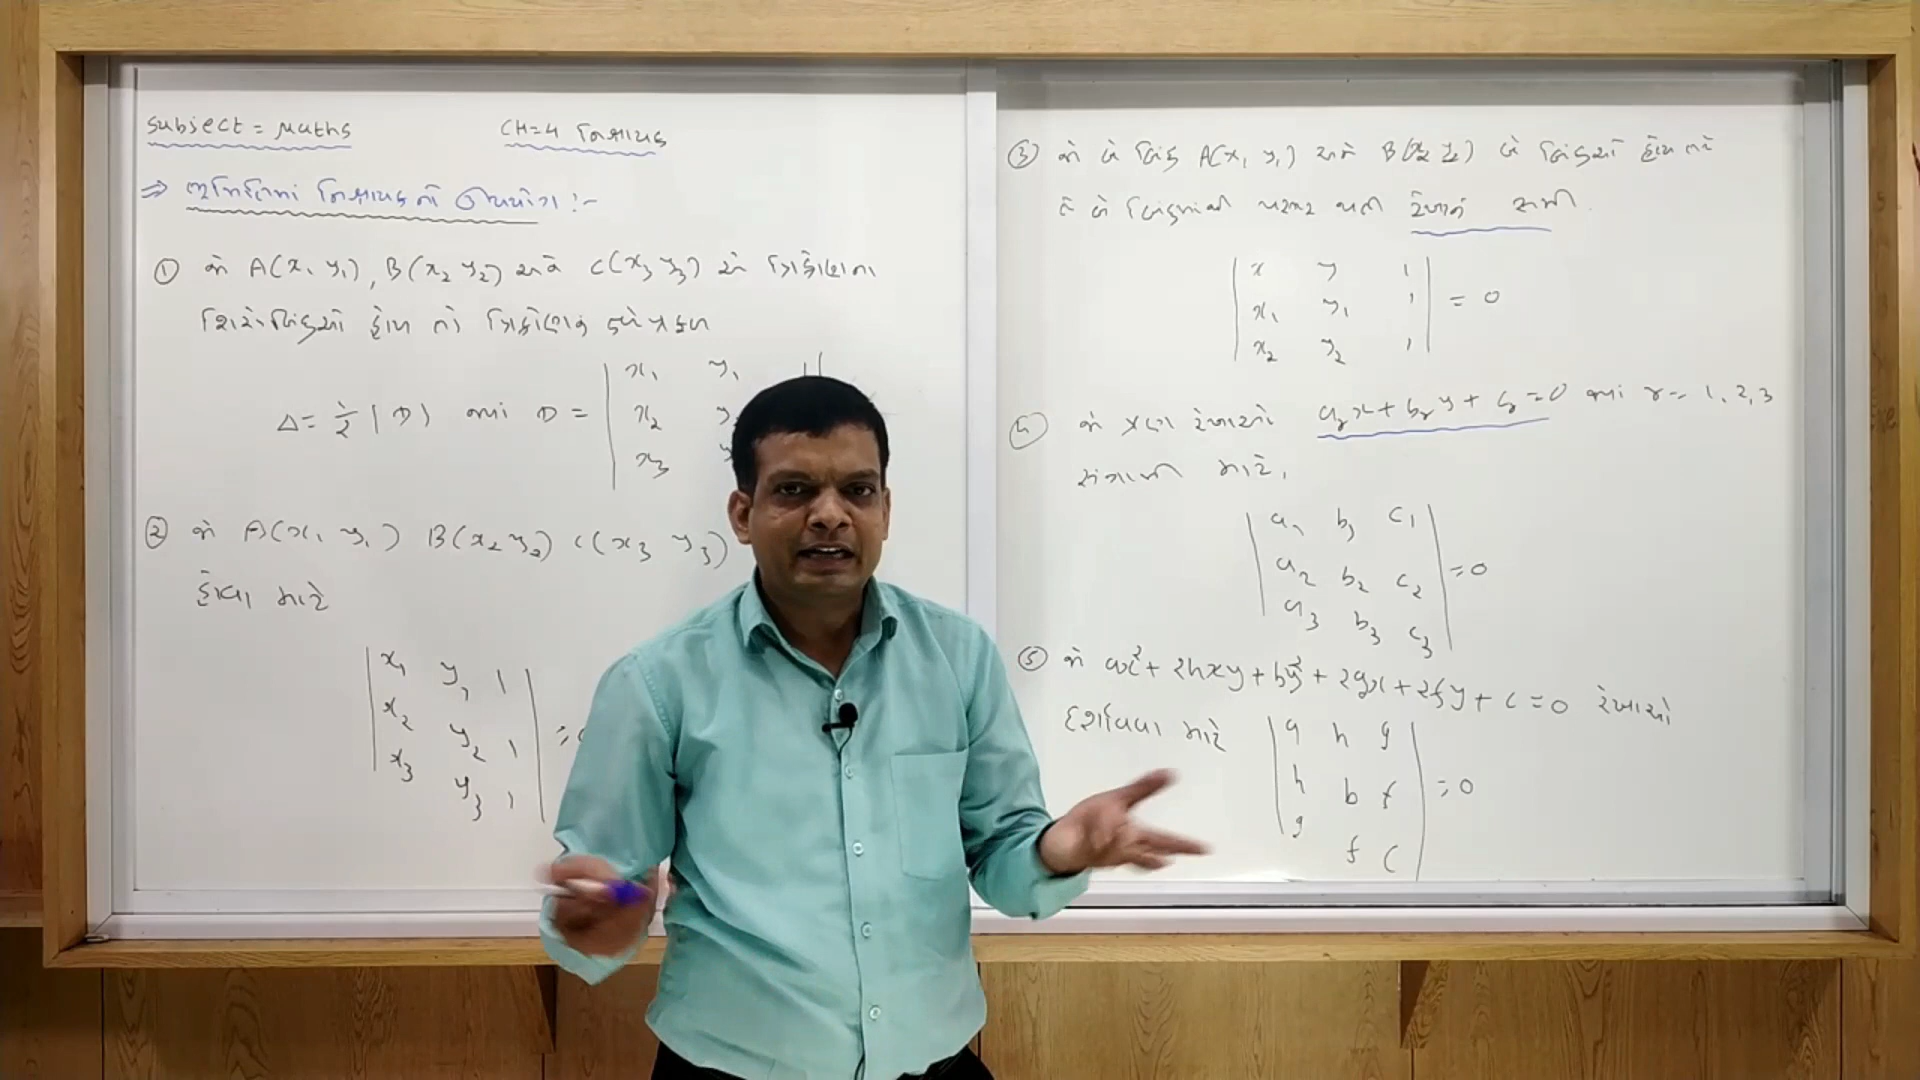 Subject = Maths
CH=4 નિશ્ચાયક
⇒ ભૂમિતિમાં નિશ્ચાયકનો ઉપયોગ :-
① જો A(x₁ y₁), B(x₂ y₂) અને C(x₃ y₃) એ ત્રિકોણના
શિરોબિંદુઓ હોય તો ત્રિકોણનું ક્ષેત્રફળ
Δ = 1/2 |D| જ્યાં D =
x₁ y₁ 1
x₂ y
x₃ y
② જો A(x₁ y₁) B(x₂ y₂) C(x₃ y₃)
હોવા માટે
x₁ y₁ 1
x₂ y₂ 1 =
x₃ y₃ 1
③ જો બે બિંદુ A(x₁ y₁) અને B(x₂ y₂) બે બિંદુઓ હોય તો
તે બે બિંદુમાંથી પસાર થતી રેખાનું
x y 1
x₁ y₁ 1 = 0
x₂ y₂ 1
④ જો ત્રણ રેખાઓ aᵣx + bᵣy + cᵣ = 0 જ્યાં r = 1, 2, 3
સંગામી માટે,
a₁ b₁ c₁
a₂ b₂ c₂ = 0
a₃ b₃ c₃
⑤ જો ax² + 2hxy + by² + 2gx + 2fy + c = 0 રેખાઓ
દર્શાવવા માટે
a h g
h b f = 0
g f c